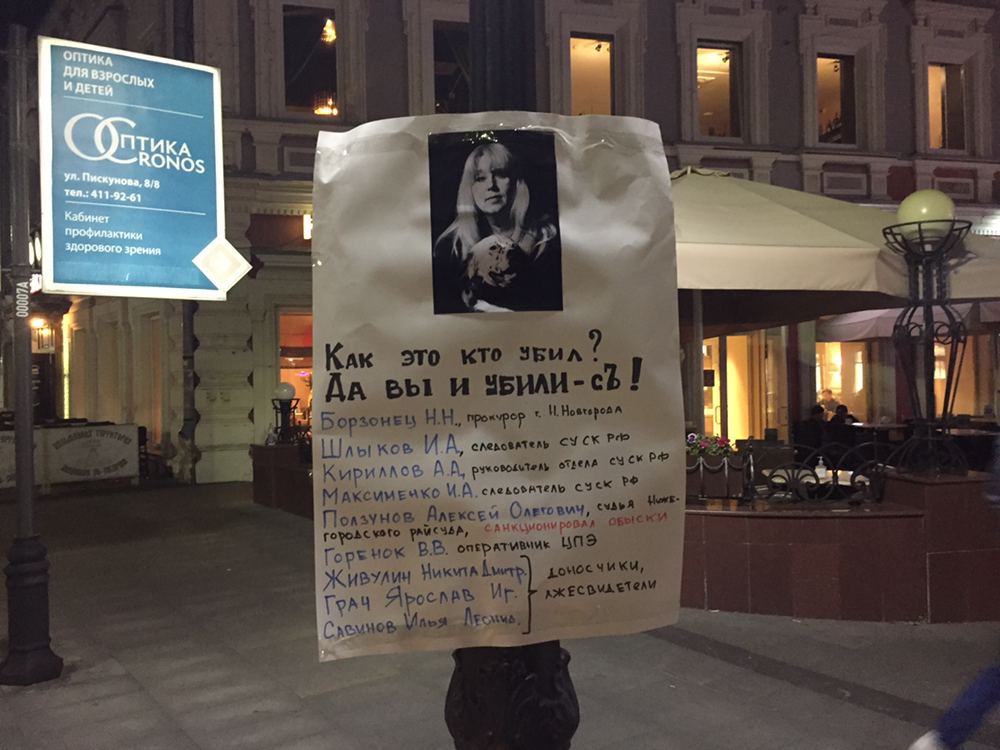 ОПТИКА
ДЛЯ ВЗРОСЛЫХ
И ДЕТЕЙ
ОПТИКА
CRONOS
ул. Пискунова, 8/8
тел.: 411-92-61
Кабинет
профилактики
здорового зрения
00007А
Как это кто убил?
Да вы и убили-съ!
Борзонец Н.Н., прокурор г. Н.Новгорода
Шлыков И.А., следователь СУ СК РФ
Кириллов А.А., руководитель отдела СУ СК РФ
Максименко И.А. следователь СУ СК РФ
Ползунов Алексей Олегович, судья Ниже-
городского райсуда, санкционировал обыски
Горенок В.В. оперативник ЦПЭ
Живулин Никита Дмитр.
Грач Ярослав Иг.
Савинов Илья Леонид.
доносчики,
лжесвидетели